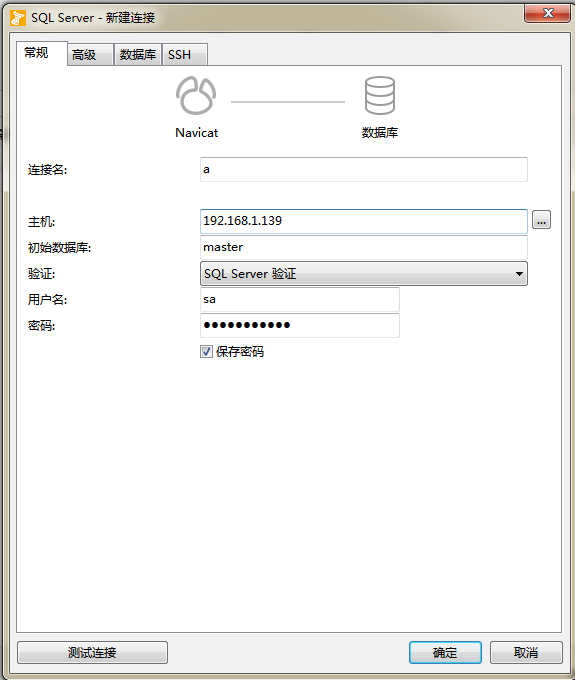 SQL Server - 新建连接
常规 高级 数据库 SSH
Navicat 数据库
连接名: a
主机: 192.168.1.139 ...
初始数据库: master
验证: SQL Server 验证
用户名: sa
密码: ●●●●●●●●●●●
保存密码
测试连接 确定 取消